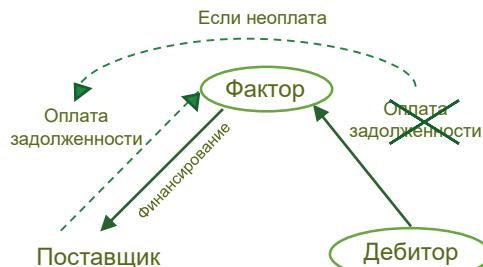 Если неоплата
Фактор
Оплата
задолженности
Оплата
задолженности
Финансирование
Поставщик
Дебитор